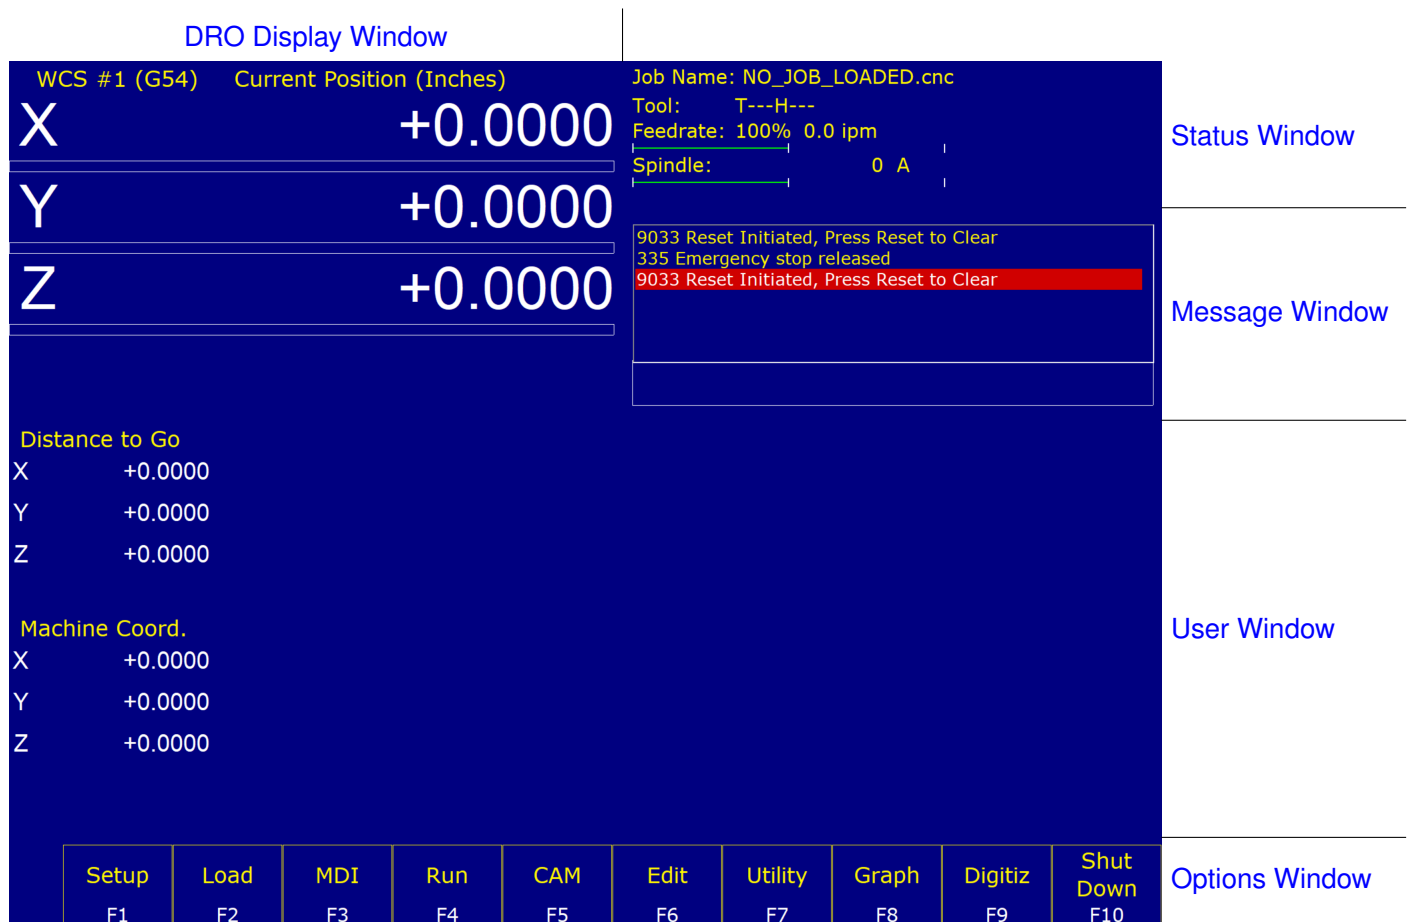 DRO Display Window
WCS #1 (G54) Current Position (Inches)
X +0.0000
Y +0.0000
Z +0.0000
Job Name: NO_JOB_LOADED.cnc
Tool: T---H---
Feedrate: 100% 0.0 ipm
Spindle: 0 A
Status Window
9033 Reset Initiated, Press Reset to Clear
335 Emergency stop released
9033 Reset Initiated, Press Reset to Clear
Message Window
Distance to Go
X +0.0000
Y +0.0000
Z +0.0000
Machine Coord.
X +0.0000
Y +0.0000
Z +0.0000
User Window
Setup Load MDI Run CAM Edit Utility Graph Digitiz Shut Down
F1 F2 F3 F4 F5 F6 F7 F8 F9 F10
Options Window